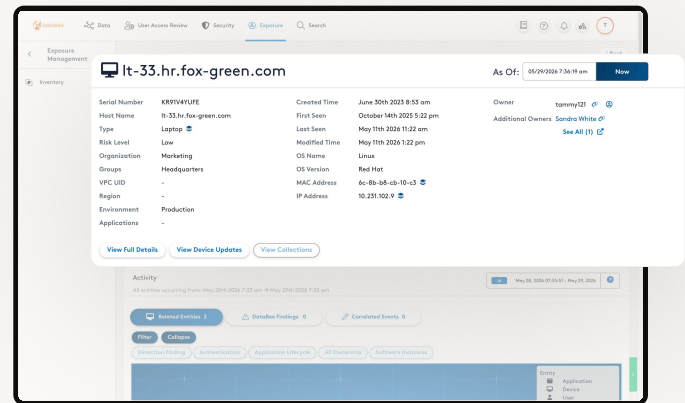 DataBee
Data
User Access Review
Security
Exposure
Search
T
Exposure Management
Inventory
lt-33.hr.fox-green.com
As Of:
05/29/2026 7:36:19 am
Now
Serial Number KR91V4YUFE
Host Name lt-33.hr.fox-green.com
Type Laptop
Risk Level Low
Organization Marketing
Groups Headquarters
VPC UID -
Region -
Environment Production
Applications -
Created Time June 30th 2023 8:53 am
First Seen October 14th 2025 5:22 pm
Last Seen May 11th 2026 11:22 am
Modified Time May 11th 2026 1:22 pm
OS Name Linux
OS Version Red Hat
MAC Address 6c-8b-b8-cb-10-c3
IP Address 10.231.102.9
Owner tammy121
Additional Owners Sandra White
See All (1)
View Full Details
View Device Updates
View Collections
Activity
All entities occurring from: May 28th 2026 7:35 am → May 29th 2026 7:35 am
May 28, 2026 07:35:51 - May 29, 2026
Related Entities 2
DataBee Findings 0
Correlated Events 0
Filter
Collapse
Detection Finding
Authentication
Application Lifecycle
All Ownership
Software Instances
Entity
Application
Device
User